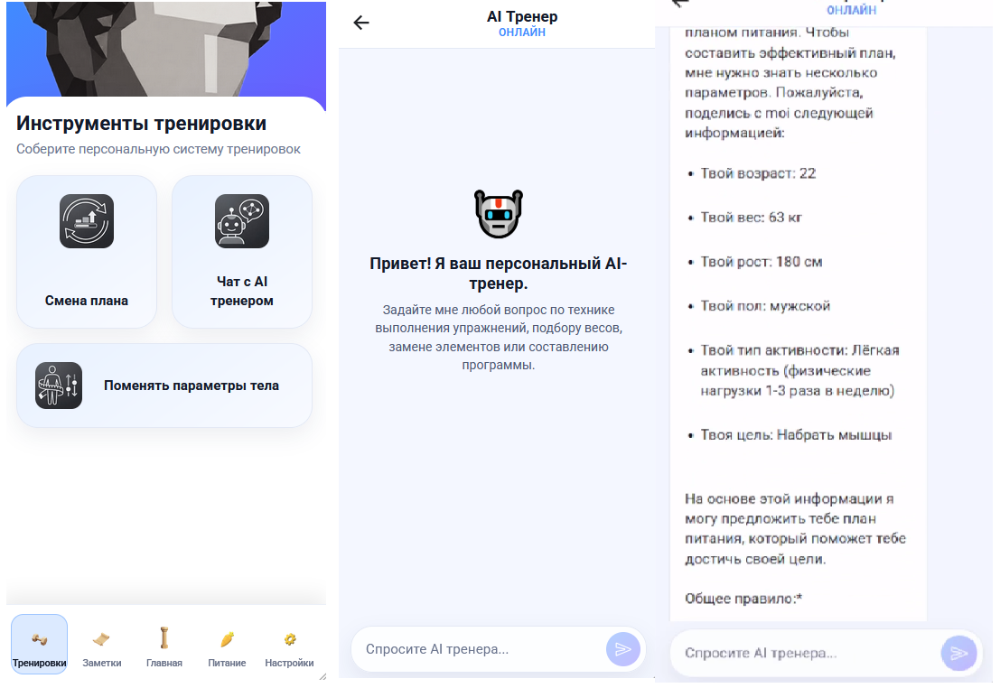 Инструменты тренировки
Соберите персональную систему тренировок
Смена плана
Чат с AI
тренером
Поменять параметры тела
Тренировки
Заметки
Главная
Питание
Настройки
AI Тренер
ОНЛАЙН
Привет! Я ваш персональный AI-
тренер.
Задайте мне любой вопрос по технике
выполнения упражнений, подбору весов,
замене элементов или составлению
программы.
Спросите AI тренера...
ОНЛАЙН
планом питания. Чтобы
составить эффективный план,
мне нужно знать несколько
параметров. Пожалуйста,
поделись с moi следующей
информацией:
• Твой возраст: 22
• Твой вес: 63 кг
• Твой рост: 180 см
• Твой пол: мужской
• Твой тип активности: Лёгкая
активность (физические
нагрузки 1-3 раза в неделю)
• Твоя цель: Набрать мышцы
На основе этой информации я
могу предложить тебе план
питания, который поможет тебе
достичь своей цели.
Общее правило:*
Спросите AI тренера...